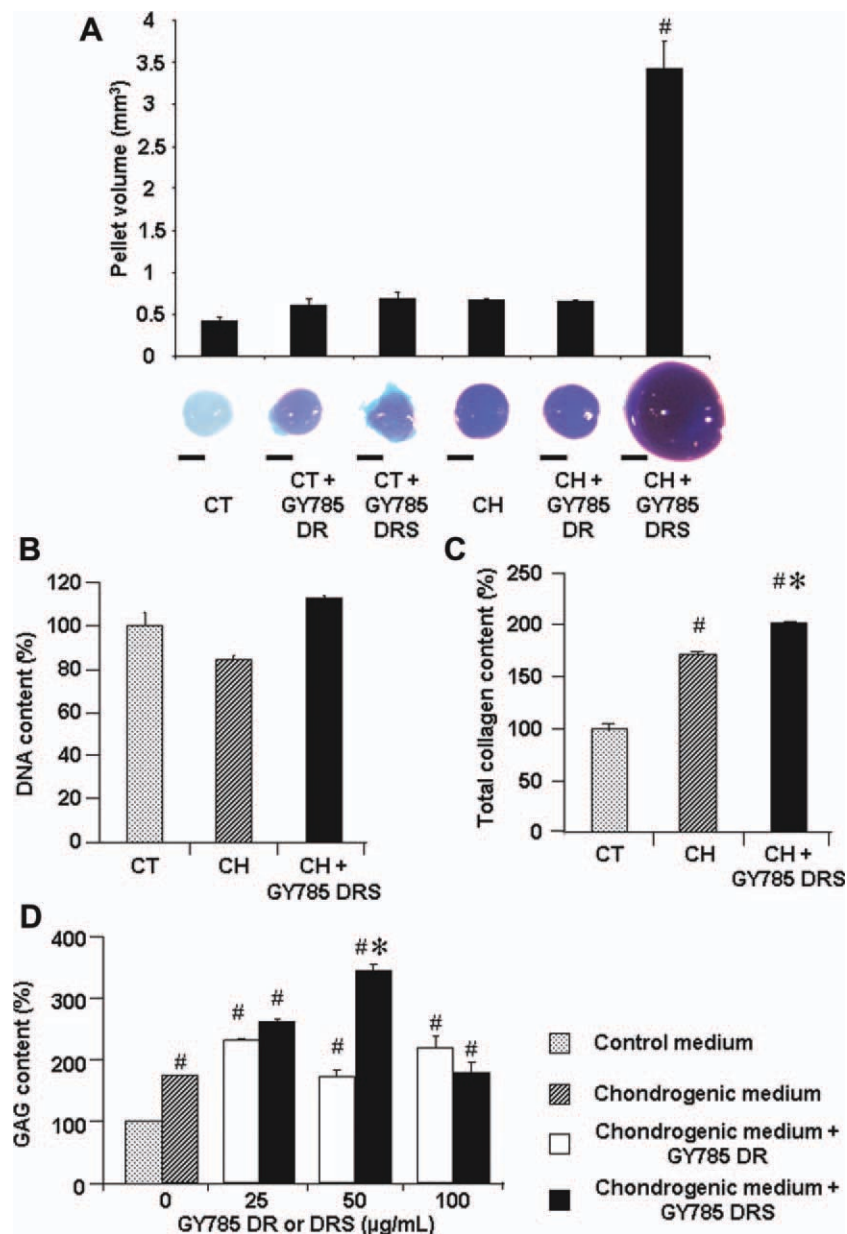 A
#
4
3.5
3
2.5
2
1.5
1
0.5
0
Pellet volume (mm³)
CT
CT + GY785 DR
CT + GY785 DRS
CH
CH + GY785 DR
CH + GY785 DRS
B
120
100
80
60
40
20
0
DNA content (%)
CT
CH
CH + GY785 DRS
C
250
200
150
100
50
0
Total collagen content (%)
#
#*
CT
CH
CH + GY785 DRS
D
400
300
200
100
0
GAG content (%)
#
#
#
#
#*
#
#
0
25
50
100
GY785 DR or DRS (µg/mL)
Control medium
Chondrogenic medium
Chondrogenic medium +
GY785 DR
Chondrogenic medium +
GY785 DRS